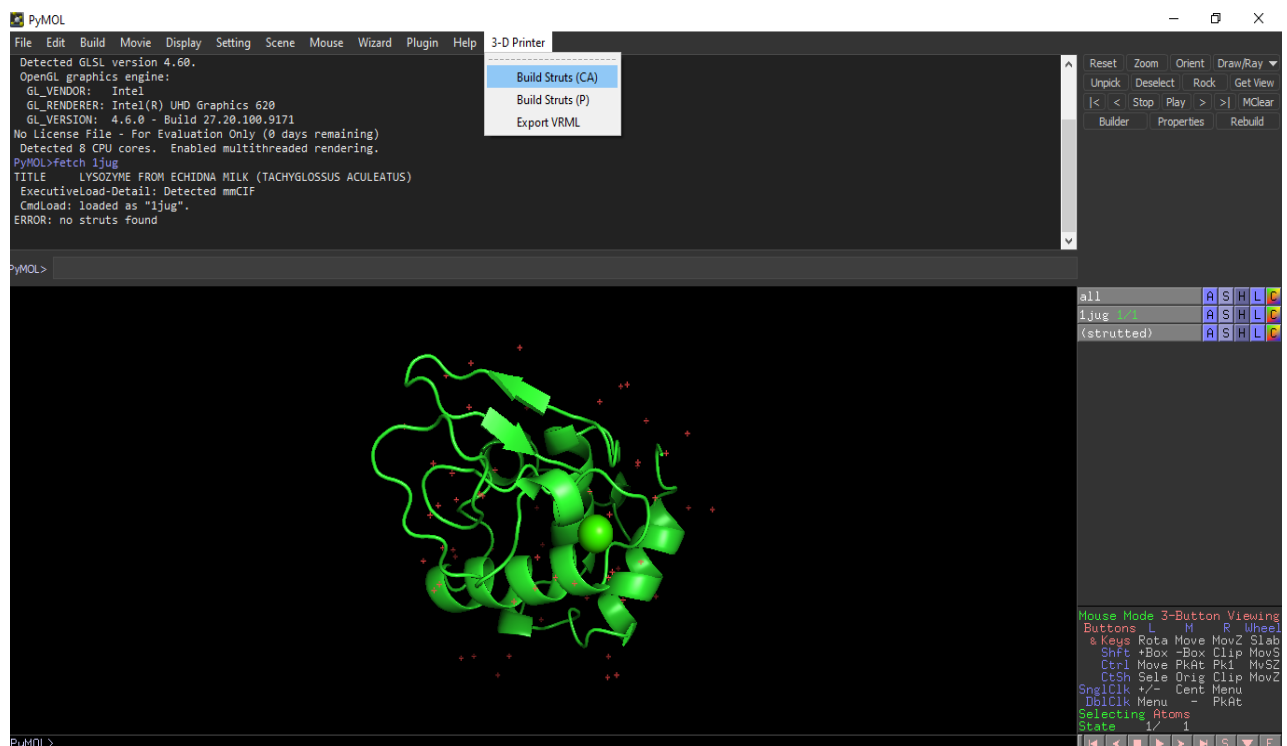 PyMOL
File Edit Build Movie Display Setting Scene Mouse Wizard Plugin Help 3-D Printer
Build Struts (CA)
Build Struts (P)
Export VRML
Detected GLSL version 4.60.
OpenGL graphics engine:
GL_VENDOR: Intel
GL_RENDERER: Intel(R) UHD Graphics 620
GL_VERSION: 4.6.0 - Build 27.20.100.9171
No License File - For Evaluation Only (0 days remaining)
Detected 8 CPU cores. Enabled multithreaded rendering.
PyMOL>fetch 1jug
TITLE LYSOZYME FROM ECHIDNA MILK (TACHYGLOSSUS ACULEATUS)
ExecutiveLoad-Detail: Detected mmCIF
CmdLoad: loaded as "1jug".
ERROR: no struts found
PyMOL>
Reset Zoom Orient Draw/Ray
Unpick Deselect Rock Get View
|< < Stop Play > >| MClear
Builder Properties Rebuild
all A S H L C
1jug 1/1 A S H L C
(strutted) A S H L C
Mouse Mode 3-Button Viewing
Buttons L M R Wheel
& Keys Rota Move MovZ Slab
Shft +Box -Box Clip MovS
Ctrl Move PkAt Pk1 MvSZ
CtSh Sele Orig Clip MovZ
SnglClk +/- Cent Menu
DblClk Menu - PkAt
Selecting Atoms
State 1/ 1
S F
PyMOL>